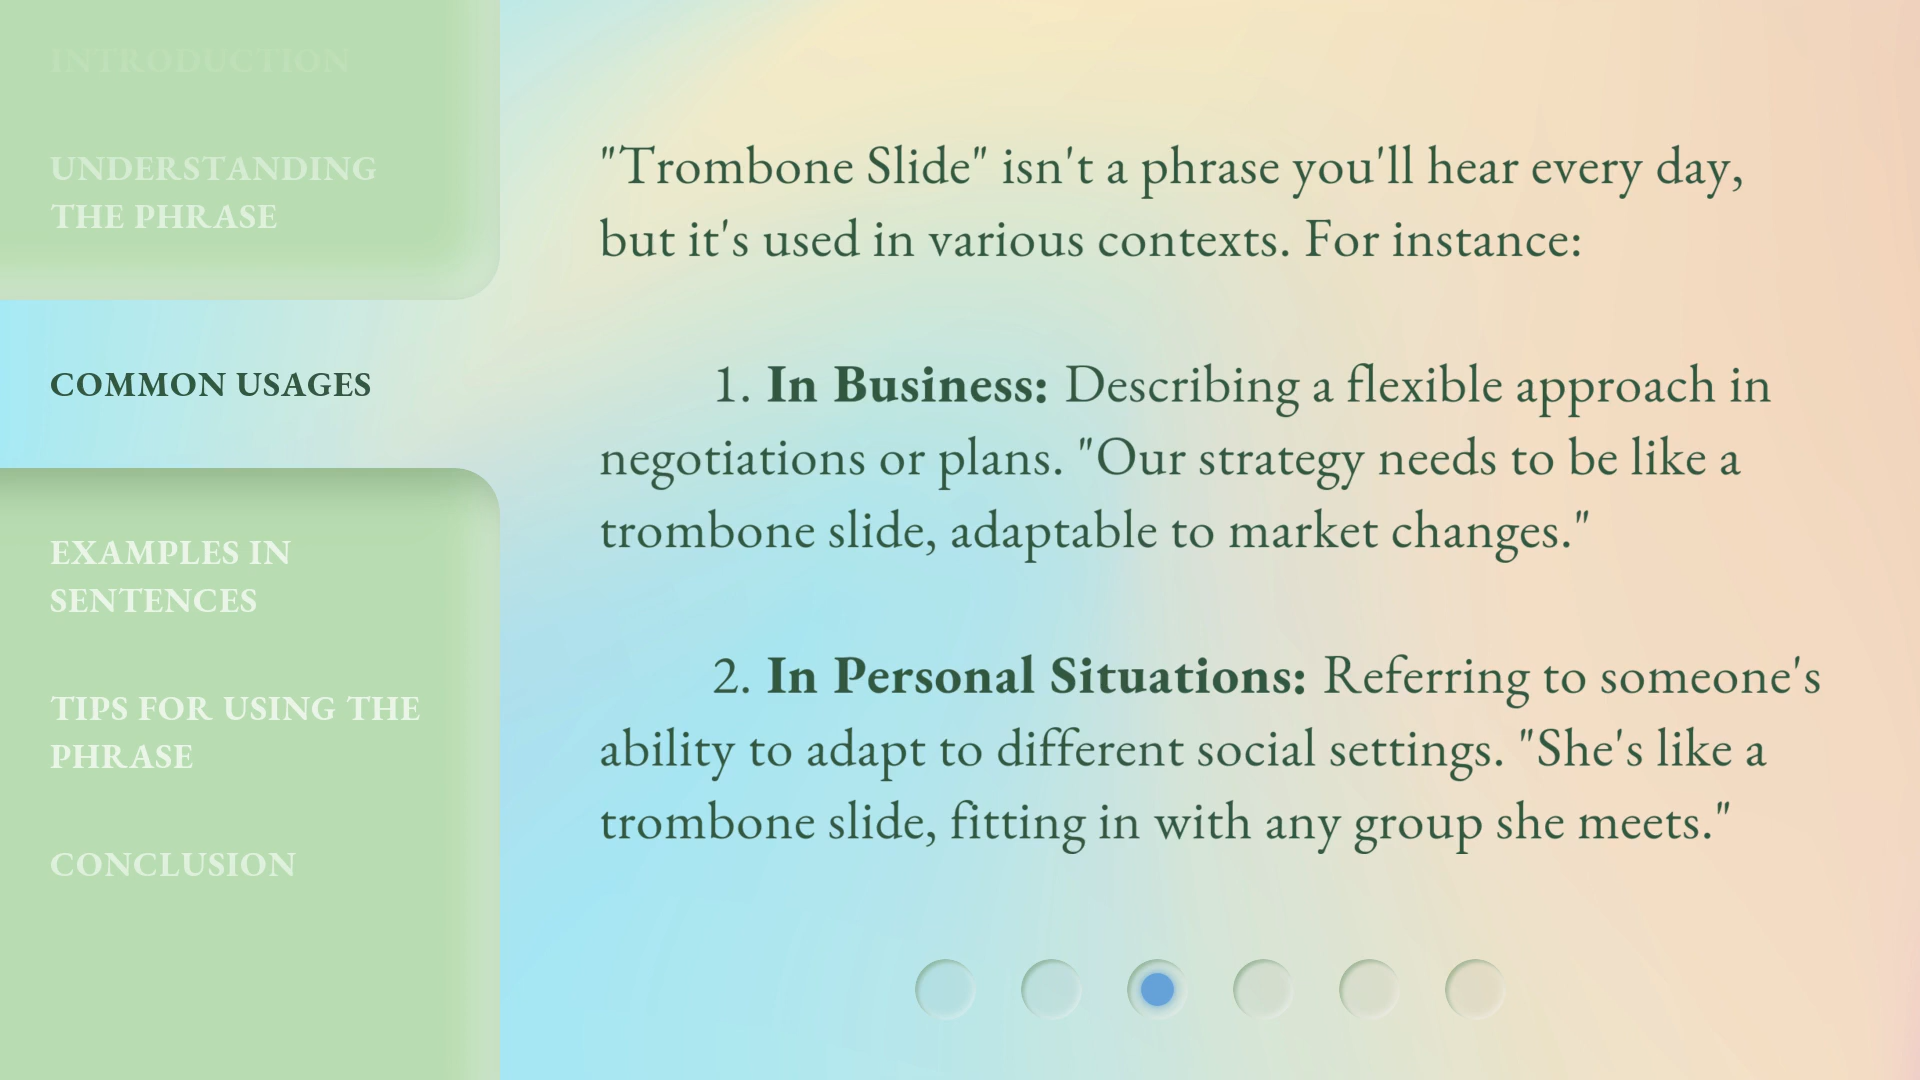 INTRODUCTION
UNDERSTANDING
THE PHRASE
COMMON USAGES
EXAMPLES IN
SENTENCES
TIPS FOR USING THE
PHRASE
CONCLUSION
"Trombone Slide" isn't a phrase you'll hear every day,
but it's used in various contexts. For instance:
1. In Business: Describing a flexible approach in
negotiations or plans. "Our strategy needs to be like a
trombone slide, adaptable to market changes."
2. In Personal Situations: Referring to someone's
ability to adapt to different social settings. "She's like a
trombone slide, fitting in with any group she meets."